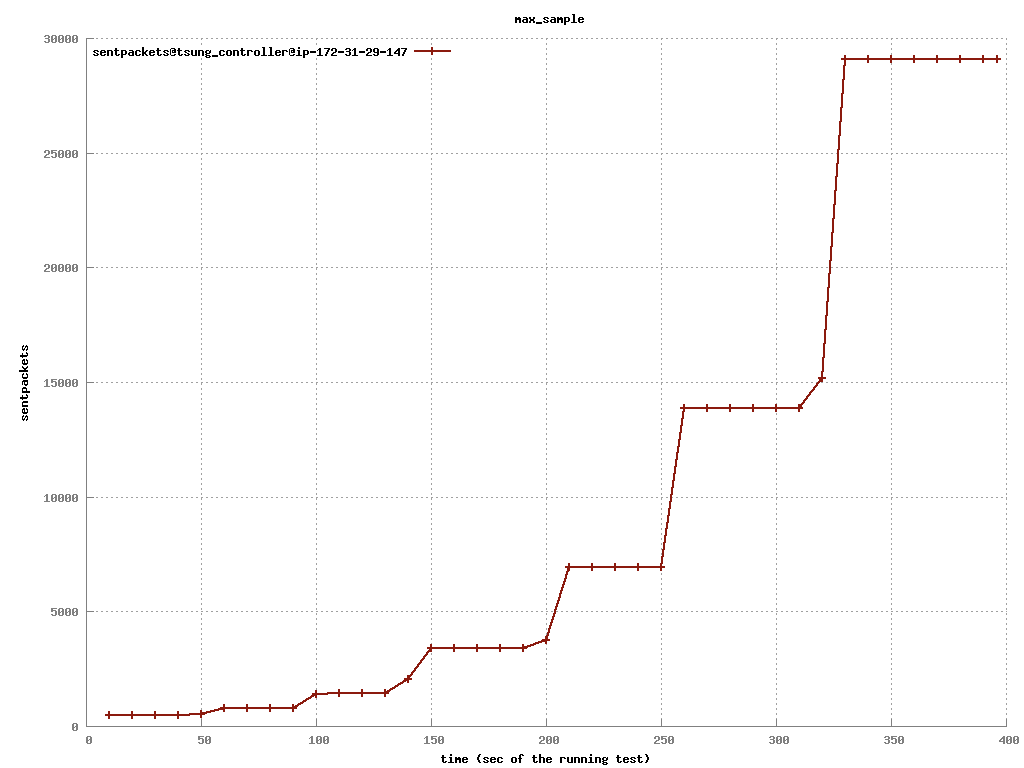 max_sample
sentpackets@tsung_controller@ip-172-31-29-147
30000
25000
20000
15000
10000
5000
0
sentpackets
0 50 100 150 200 250 300 350 400
time (sec of the running test)